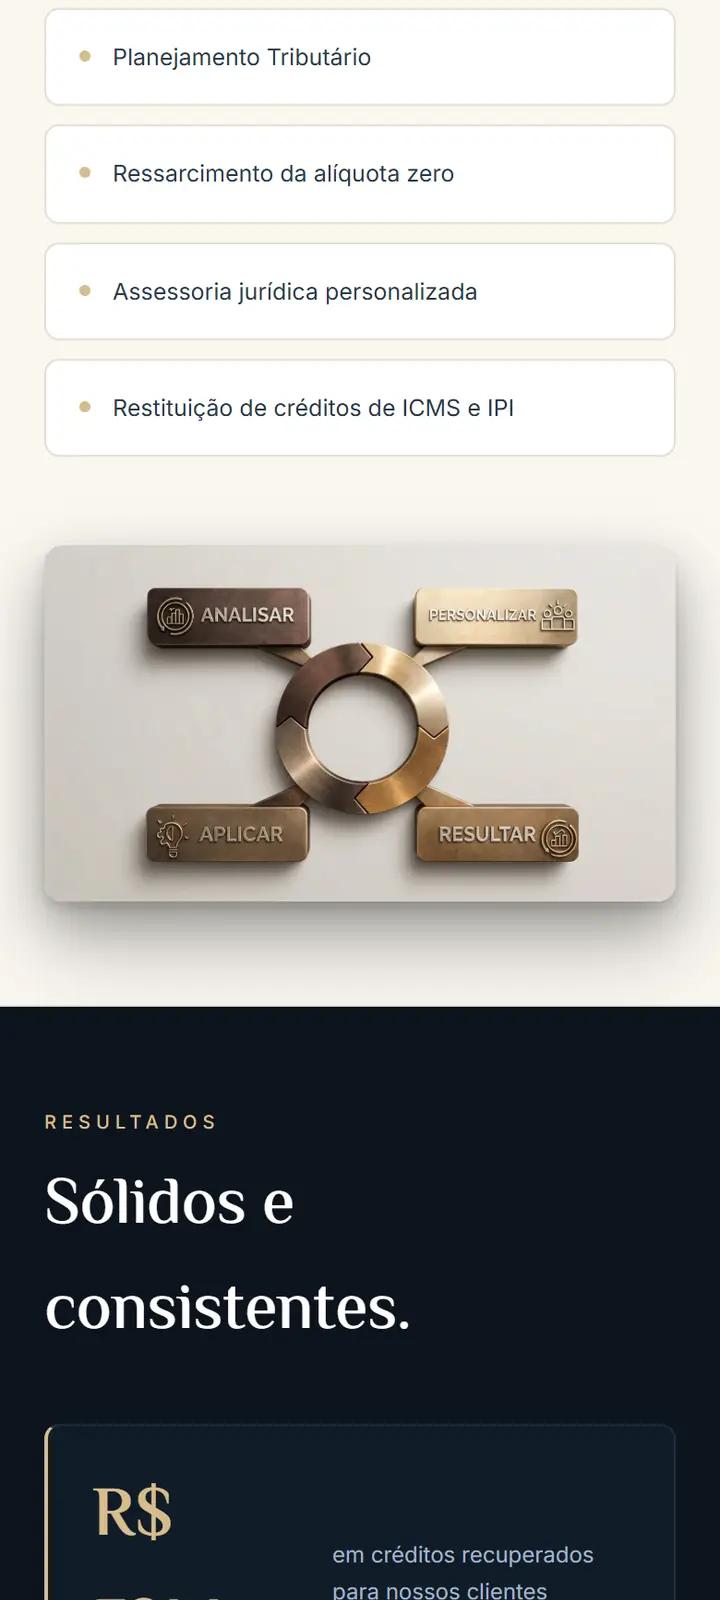 Planejamento Tributário
Ressarcimento da alíquota zero
Assessoria jurídica personalizada
Restituição de créditos de ICMS e IPI
ANALISAR
PERSONALIZAR
APLICAR
RESULTAR
RESULTADOS
Sólidos e
consistentes.
R$
em créditos recuperados
para nossos clientes